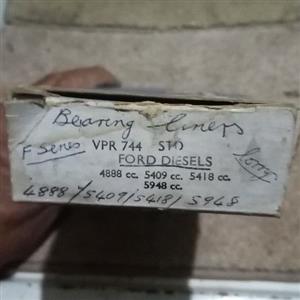 Bearing liners
F Series VPR 744 STD
FORD DIESELS
Lorry
4888 cc. 5409 cc. 5418 cc.
5948 cc.
4888/5409/5418/5948